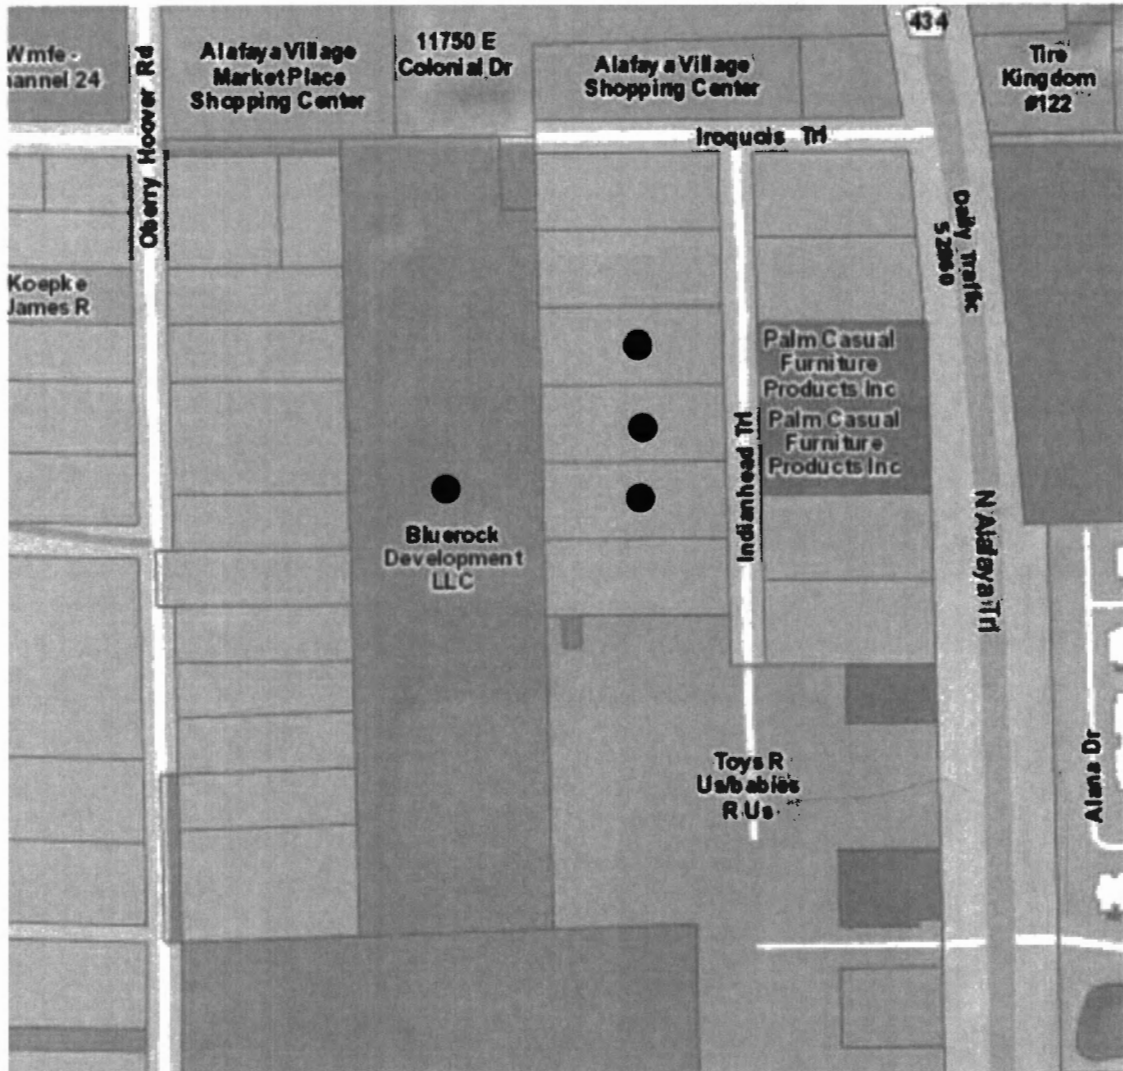 434
Wmfe -
hannel 24
Oberry Hoover Rd
Alafaya Village
Market Place
Shopping Center
11750 E
Colonial Dr
Alafaya Village
Shopping Center
Tire
Kingdom
#122
Iroquois Trl
Koepke
James R
Daily Traffic
Palm Casual
Furniture
Products Inc
Palm Casual
Furniture
Products Inc
Indianhead Trl
N Alafaya Trl
Bluerock
Development
LLC
Toys R
Us/babies
R Us
Alana Dr